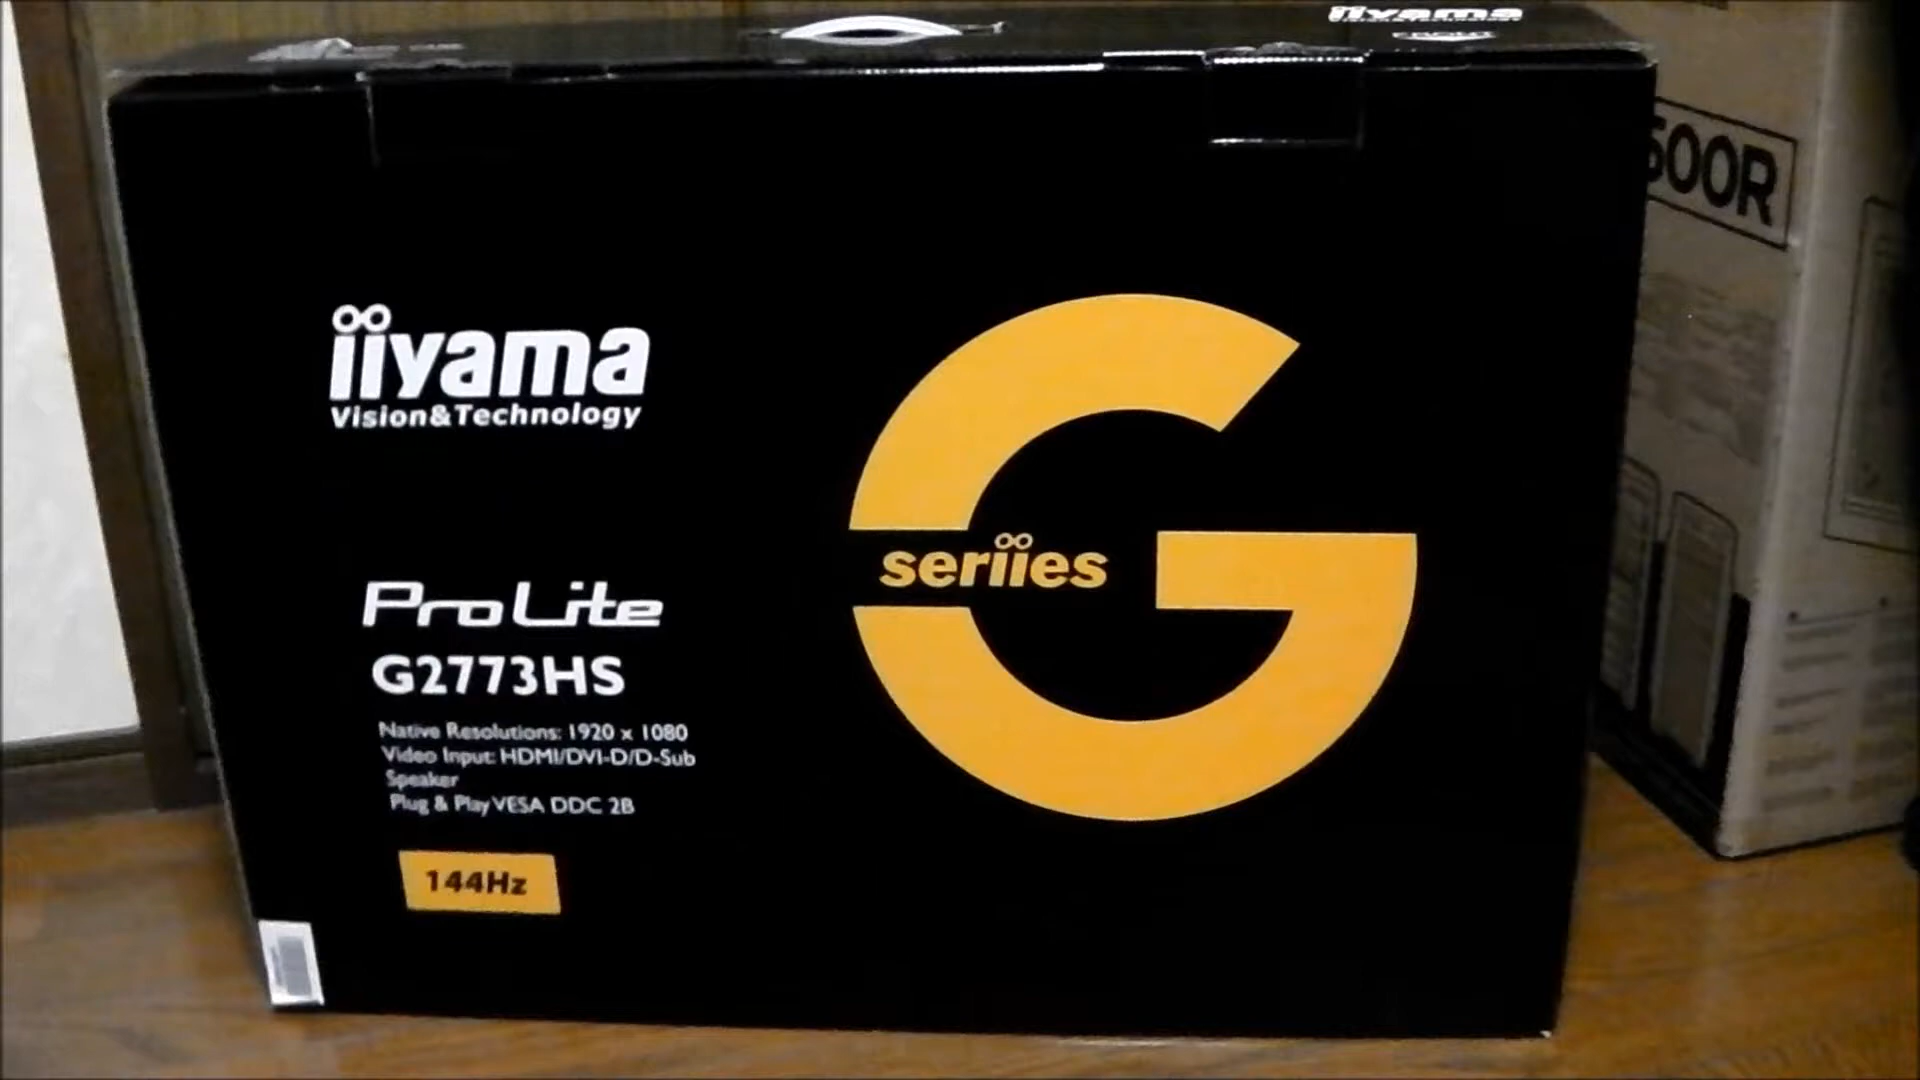 iiyama
iiyama
Vision&Technology
seriies
ProLite
G2773HS
Native Resolutions: 1920 x 1080
Video Input: HDMI/DVI-D/D-Sub
Speaker
Plug & Play VESA DDC 2B
144Hz
500R